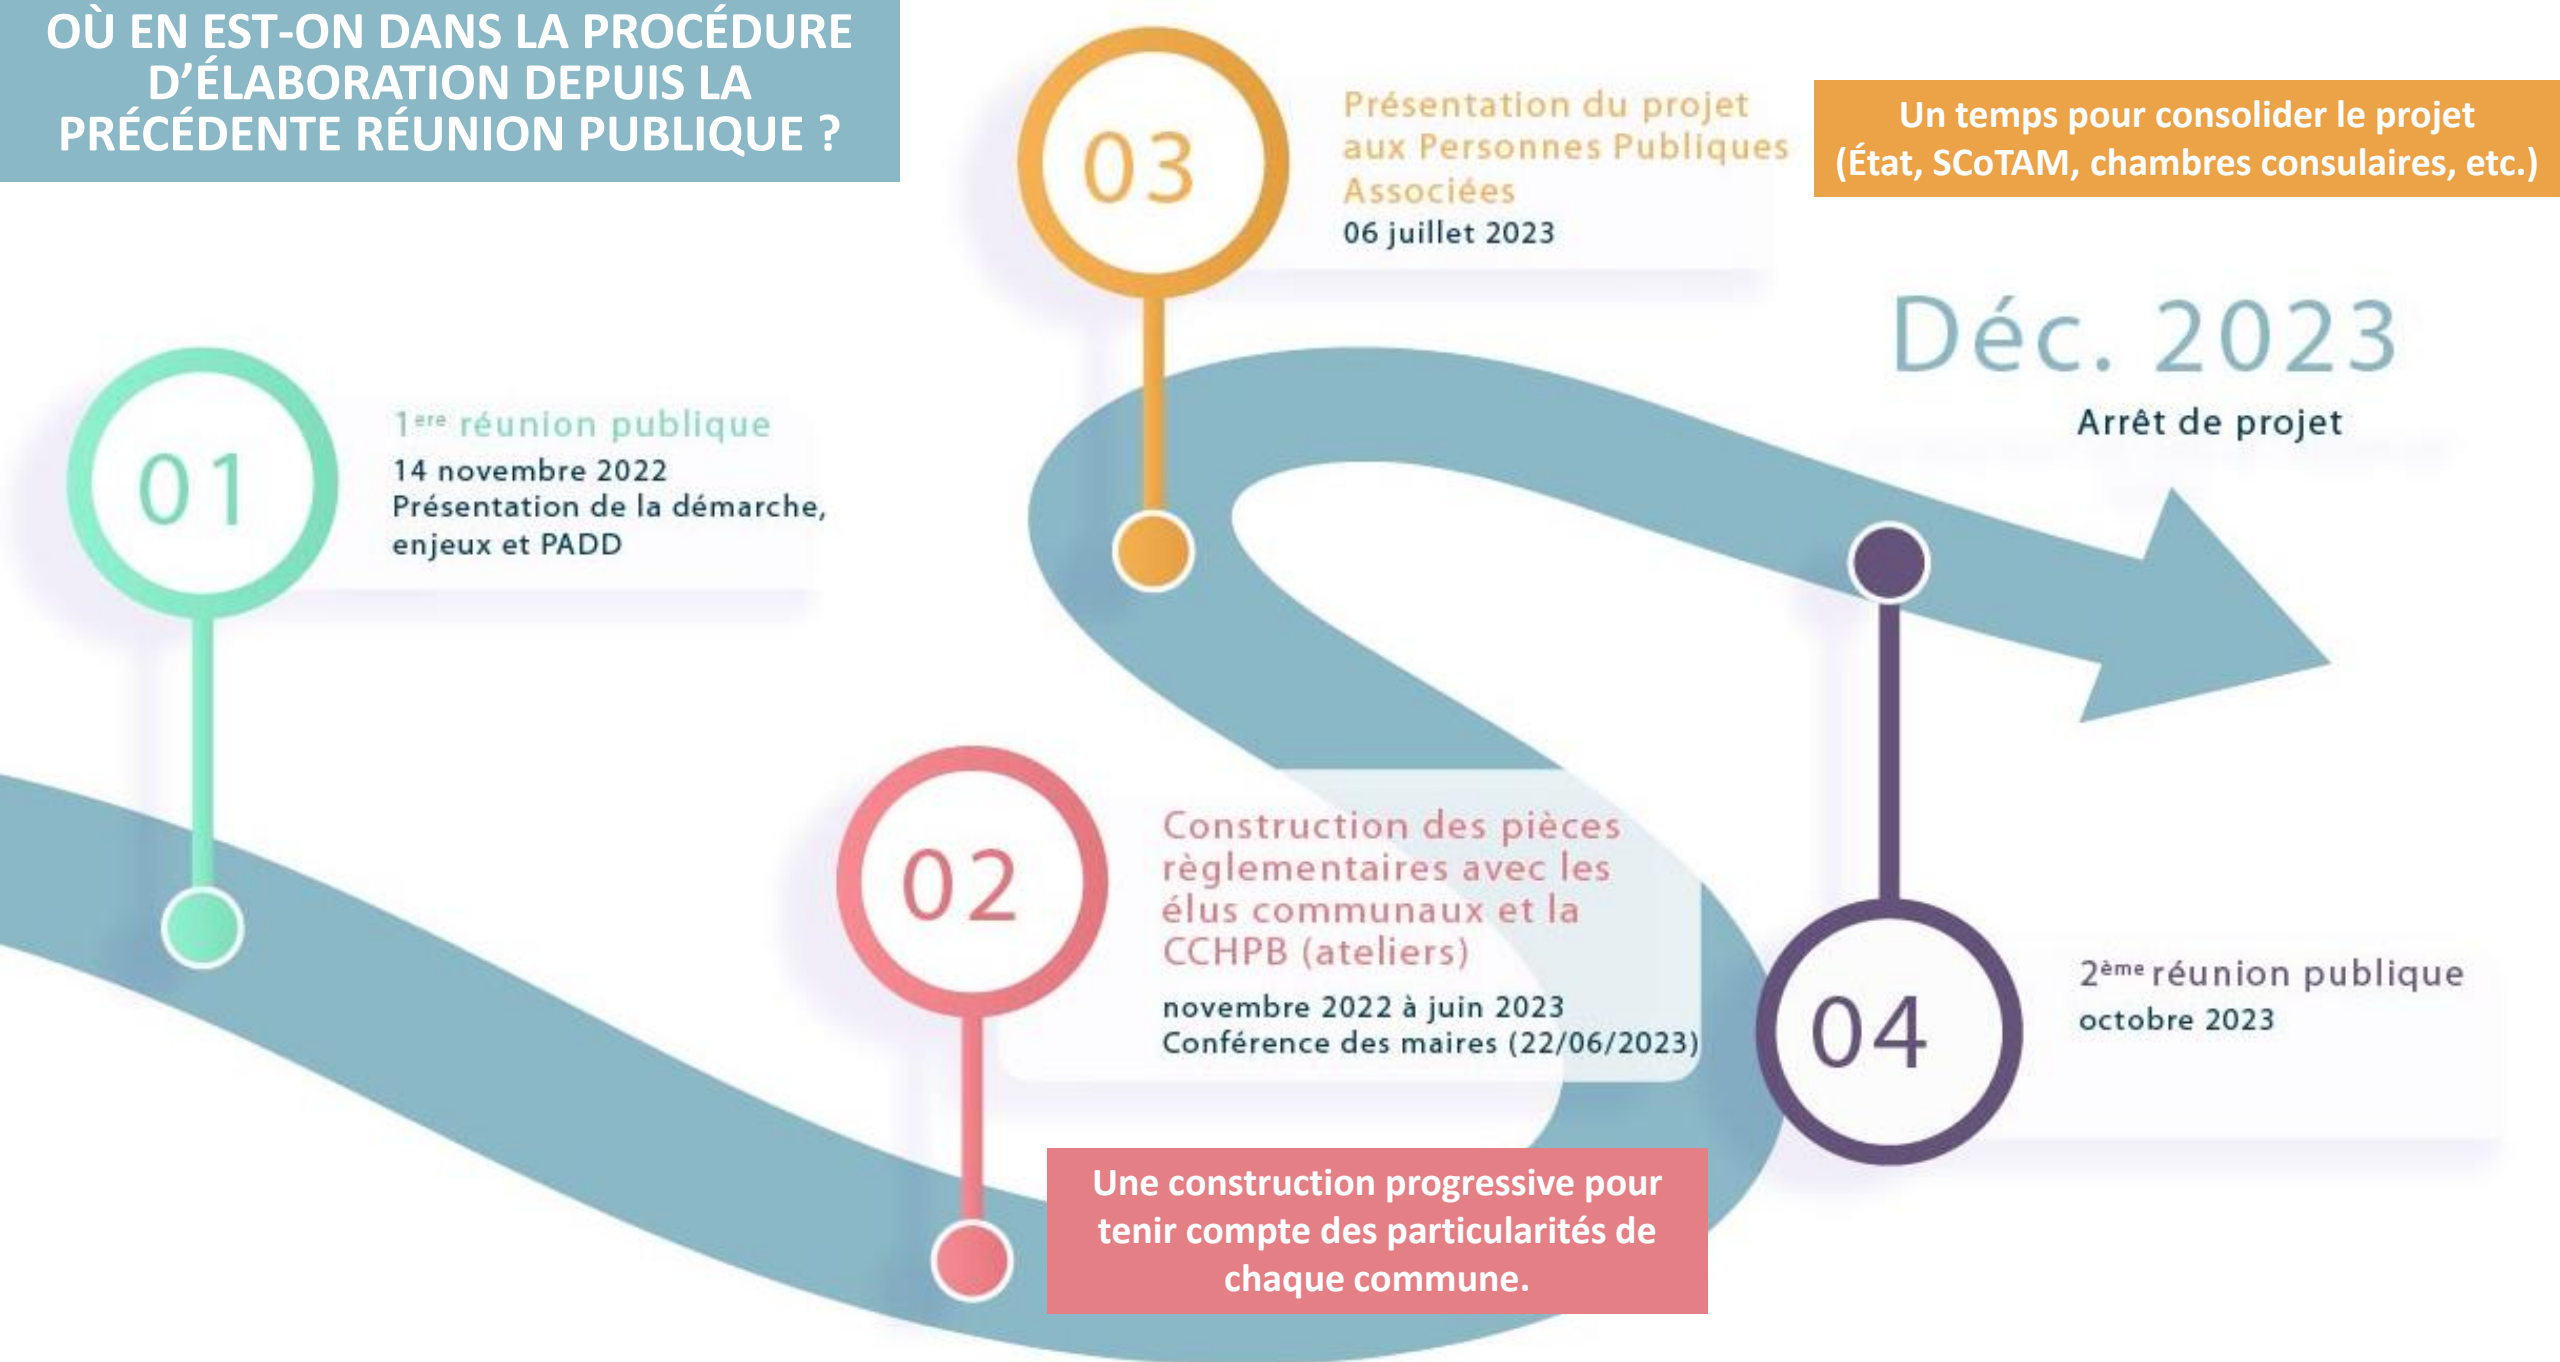 OÙ EN EST-ON DANS LA PROCÉDURE
D’ÉLABORATION DEPUIS LA
PRÉCÉDENTE RÉUNION PUBLIQUE ?
01
1ere réunion publique
14 novembre 2022
Présentation de la démarche,
enjeux et PADD
02
Construction des pièces
règlementaires avec les
élus communaux et la
CCHPB (ateliers)
novembre 2022 à juin 2023
Conférence des maires (22/06/2023)
Une construction progressive pour
tenir compte des particularités de
chaque commune.
03
Présentation du projet
aux Personnes Publiques
Associées
06 juillet 2023
Un temps pour consolider le projet
(État, SCoTAM, chambres consulaires, etc.)
04
2ème réunion publique
octobre 2023
Déc. 2023
Arrêt de projet